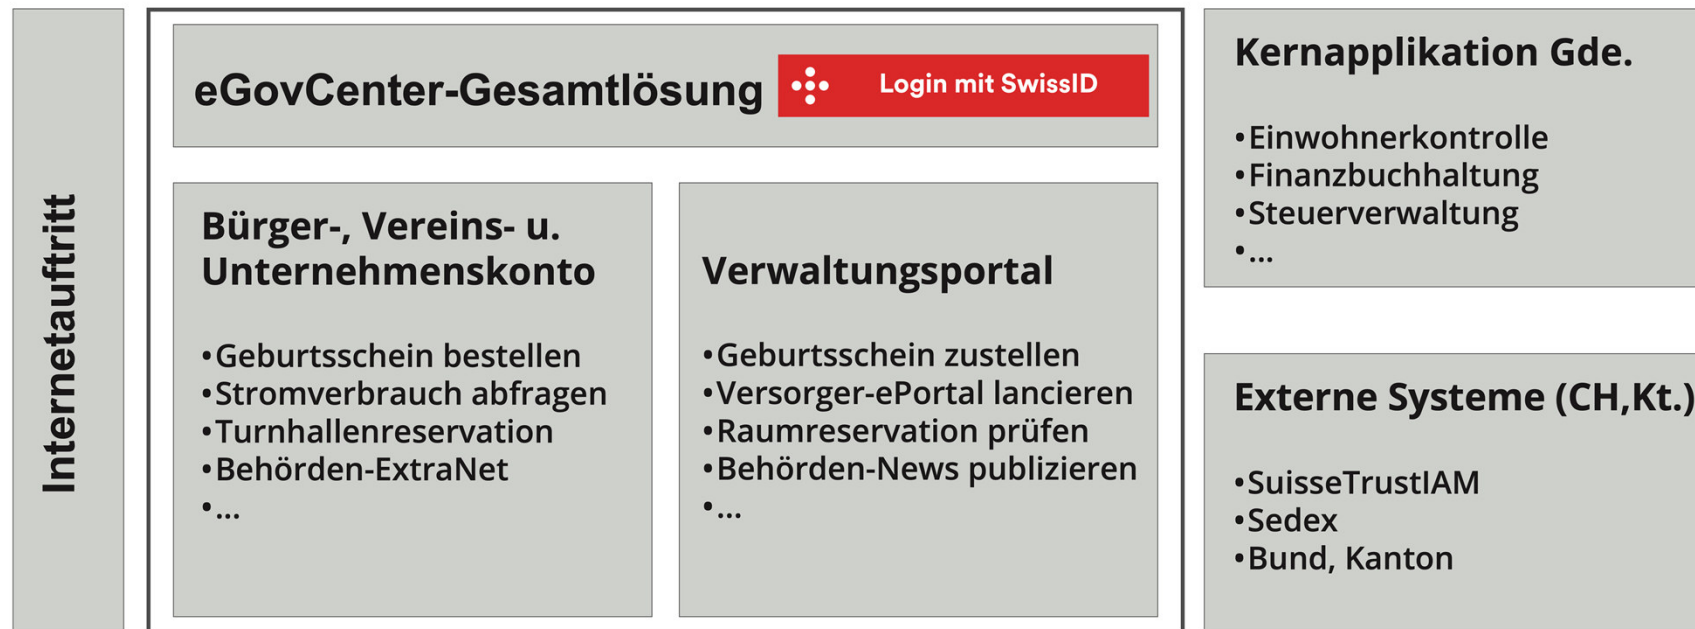 Internetauftritt
eGovCenter-Gesamtlösung
Login mit SwissID
Bürger-, Vereins- u.
Unternehmenskonto
•Geburtsschein bestellen
•Stromverbrauch abfragen
•Turnhallenreservation
•Behörden-ExtraNet
•...
Verwaltungsportal
•Geburtsschein zustellen
•Versorger-ePortal lancieren
•Raumreservation prüfen
•Behörden-News publizieren
•...
Kernapplikation Gde.
•Einwohnerkontrolle
•Finanzbuchhaltung
•Steuerverwaltung
•...
Externe Systeme (CH,Kt.)
•SuisseTrustIAM
•Sedex
•Bund, Kanton